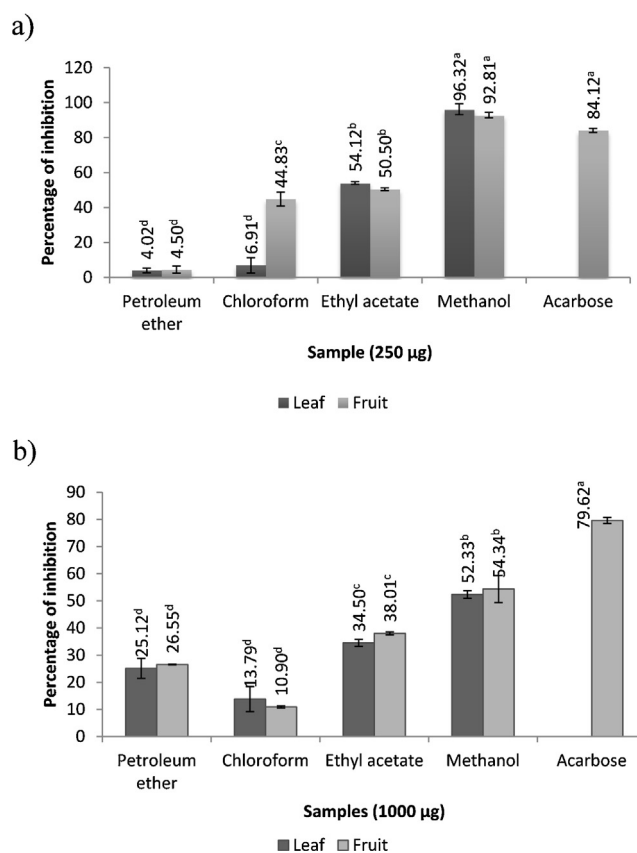 a)
Percentage of inhibition
120
100
80
60
40
20
0
4.02ᵈ
4.50ᵈ
6.91ᵈ
44.83ᶜ
54.12ᵇ
50.50ᵇ
96.32ᵃ
92.81ᵃ
84.12ᵃ
Petroleum
ether
Chloroform
Ethyl acetate
Methanol
Acarbose
Sample (250 µg)
Leaf
Fruit
b)
Percentage of inhibition
90
80
70
60
50
40
30
20
10
0
25.12ᵈ
26.55ᵈ
13.79ᵈ
10.90ᵈ
34.50ᶜ
38.01ᶜ
52.33ᵇ
54.34ᵇ
79.62ᵃ
Petroleum
ether
Chloroform
Ethyl acetate
Methanol
Acarbose
Samples (1000 µg)
Leaf
Fruit